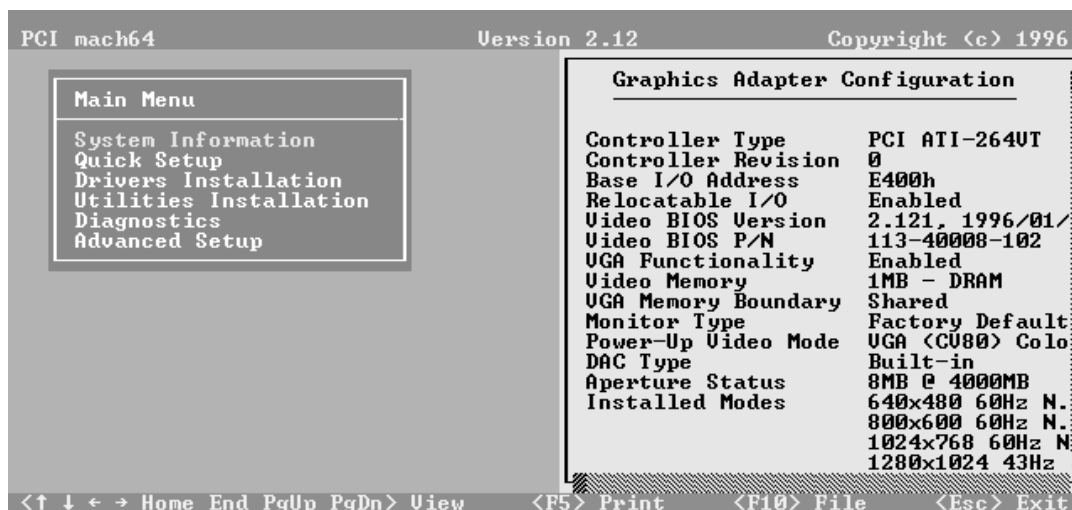 PCI mach64 Version 2.12 Copyright (c) 1996
Main Menu
System Information
Quick Setup
Drivers Installation
Utilities Installation
Diagnostics
Advanced Setup
Graphics Adapter Configuration
Controller Type PCI ATI-264VT
Controller Revision 0
Base I/O Address E400h
Relocatable I/O Enabled
Video BIOS Version 2.121, 1996/01/
Video BIOS P/N 113-40008-102
VGA Functionality Enabled
Video Memory 1MB - DRAM
VGA Memory Boundary Shared
Monitor Type Factory Default
Power-Up Video Mode VGA (CV80) Colo
DAC Type Built-in
Aperture Status 8MB @ 4000MB
Installed Modes 640x480 60Hz N.
800x600 60Hz N.
1024x768 60Hz N
1280x1024 43Hz
<↑ ↓ ← → Home End PgUp PgDn> View <F5> Print <F10> File <Esc> Exit